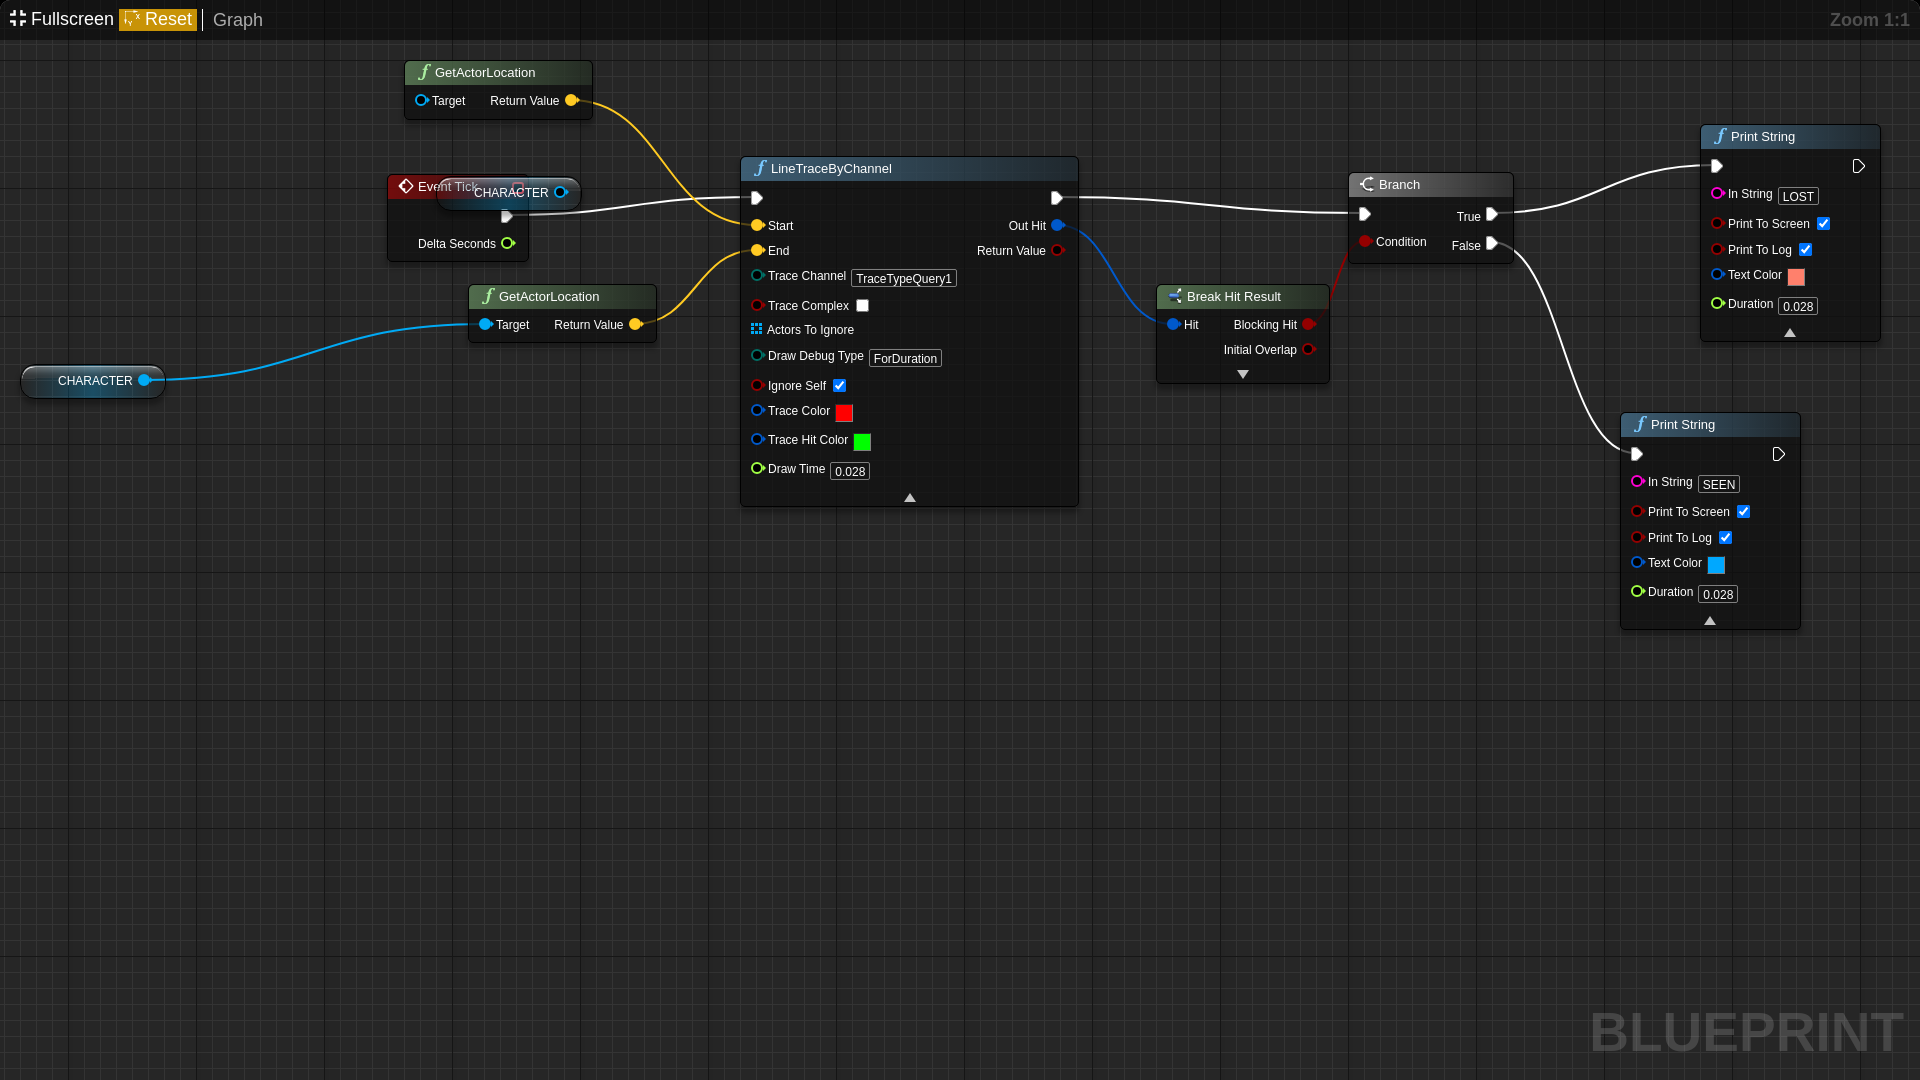 Fullscreen Reset Graph
Zoom 1:1
GetActorLocation
Target Return Value
Event Tick
CHARACTER
Delta Seconds
GetActorLocation
Target Return Value
CHARACTER
LineTraceByChannel
Start Out Hit
End Return Value
Trace Channel TraceTypeQuery1
Trace Complex
Actors To Ignore
Draw Debug Type ForDuration
Ignore Self
Trace Color
Trace Hit Color
Draw Time 0.028
Break Hit Result
Hit Blocking Hit
Initial Overlap
Branch
True
Condition False
Print String
In String LOST
Print To Screen
Print To Log
Text Color
Duration 0.028
Print String
In String SEEN
Print To Screen
Print To Log
Text Color
Duration 0.028
BLUEPRINT